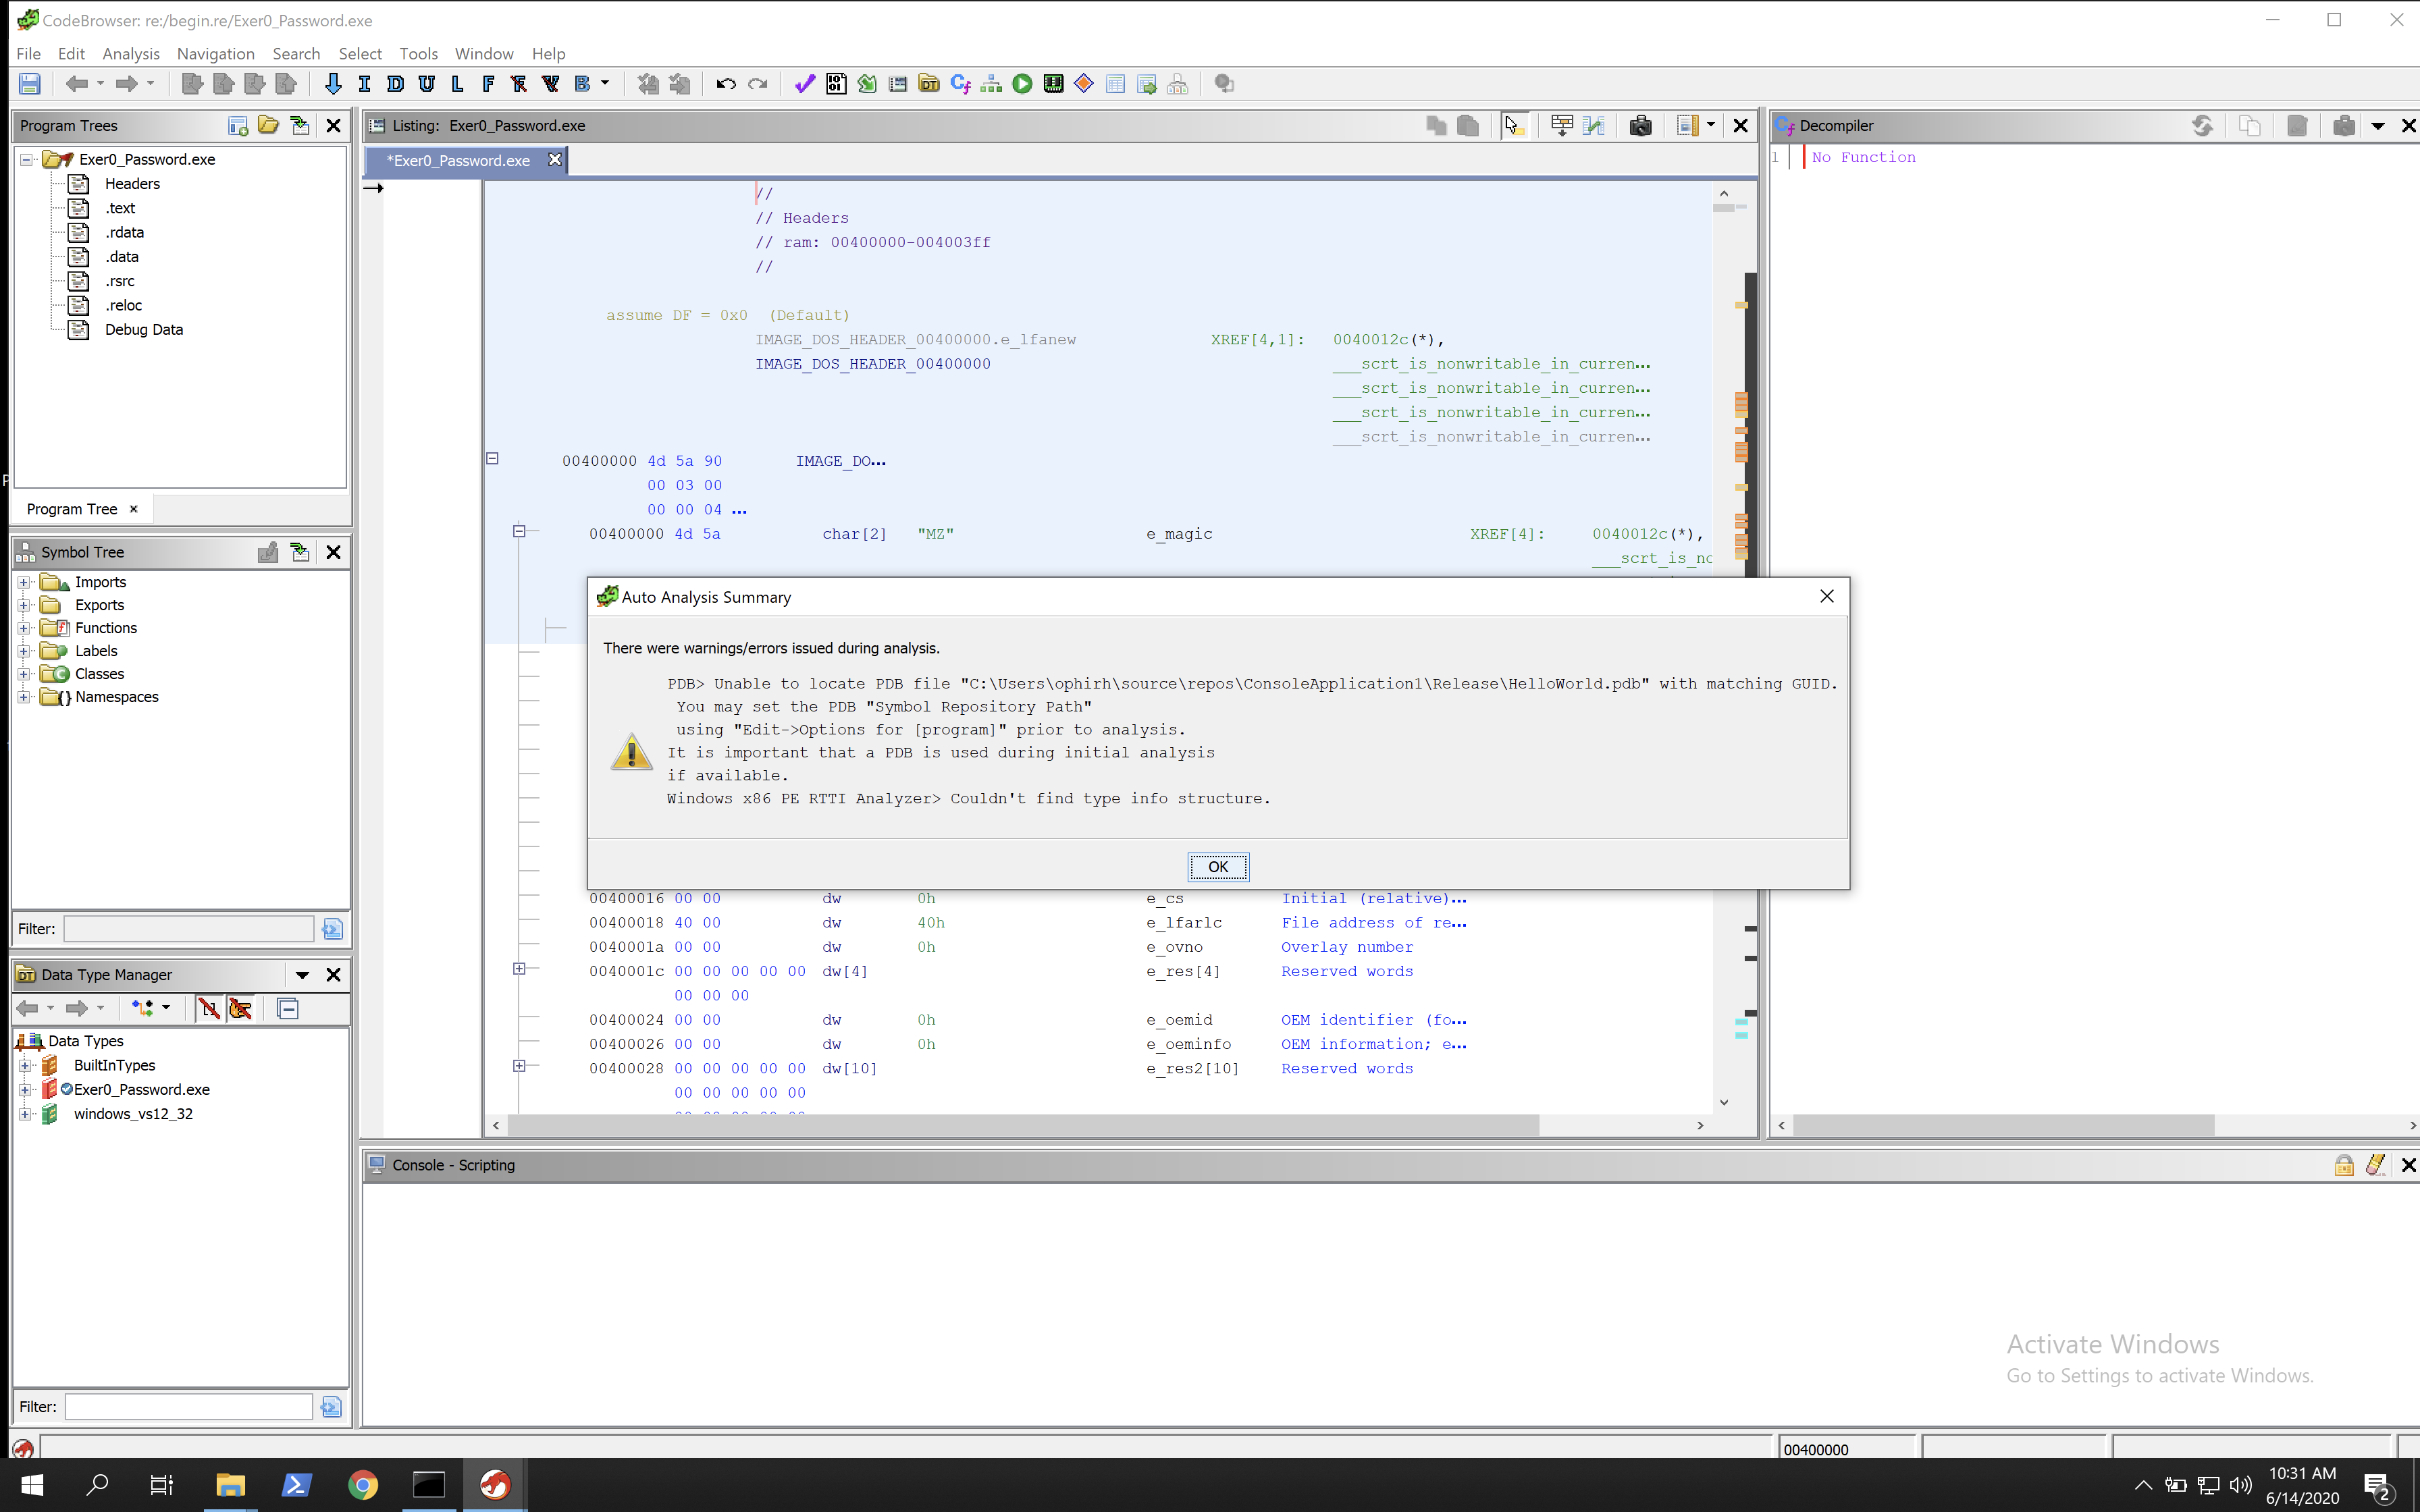 CodeBrowser: re:/begin.re/Exer0_Password.exe
File Edit Analysis Navigation Search Select Tools Window Help
I D U L F F V B
Program Trees
Exer0_Password.exe
Headers
.text
.rdata
.data
.rsrc
.reloc
Debug Data
Program Tree ×
Symbol Tree
Imports
Exports
Functions
Labels
Classes
Namespaces
Filter:
Data Type Manager
Data Types
BuiltInTypes
Exer0_Password.exe
windows_vs12_32
Filter:
Listing: Exer0_Password.exe
*Exer0_Password.exe
//
// Headers
// ram: 00400000-004003ff
//
assume DF = 0x0 (Default)
IMAGE_DOS_HEADER_00400000.e_lfanew XREF[4,1]: 0040012c(*),
IMAGE_DOS_HEADER_00400000 ___scrt_is_nonwritable_in_curren...
___scrt_is_nonwritable_in_curren...
___scrt_is_nonwritable_in_curren...
___scrt_is_nonwritable_in_curren...
00400000 4d 5a 90 IMAGE_DO...
00 03 00
00 00 04 ...
00400000 4d 5a char[2] "MZ" e_magic XREF[4]: 0040012c(*),
___scrt_is_nc
Auto Analysis Summary
There were warnings/errors issued during analysis.
PDB> Unable to locate PDB file "C:\Users\ophirh\source\repos\ConsoleApplication1\Release\HelloWorld.pdb" with matching GUID.
You may set the PDB "Symbol Repository Path"
using "Edit->Options for [program]" prior to analysis.
It is important that a PDB is used during initial analysis
if available.
Windows x86 PE RTTI Analyzer> Couldn't find type info structure.
OK
00400016 00 00 dw 0h e_cs Initial (relative)...
00400018 40 00 dw 40h e_lfarlc File address of re...
0040001a 00 00 dw 0h e_ovno Overlay number
0040001c 00 00 00 00 00 dw[4] e_res[4] Reserved words
00 00 00
00400024 00 00 dw 0h e_oemid OEM identifier (fo...
00400026 00 00 dw 0h e_oeminfo OEM information; e...
00400028 00 00 00 00 00 dw[10] e_res2[10] Reserved words
00 00 00 00 00
Decompiler
1 No Function
Console - Scripting
Activate Windows
Go to Settings to activate Windows.
00400000
10:31 AM
6/14/2020
2